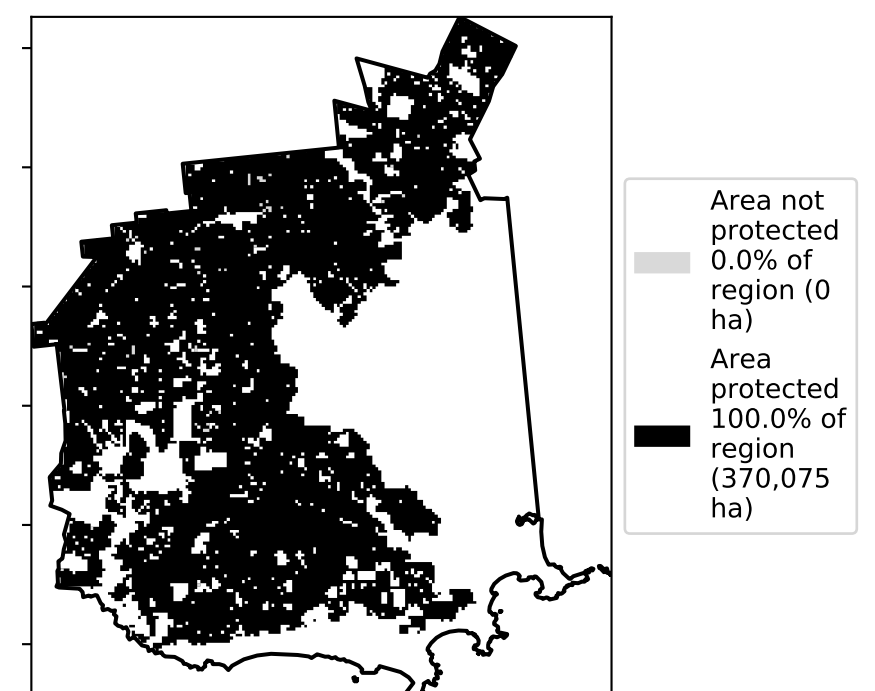 Area not
protected
0.0% of
region (0
ha)
Area
protected
100.0% of
region
(370,075
ha)